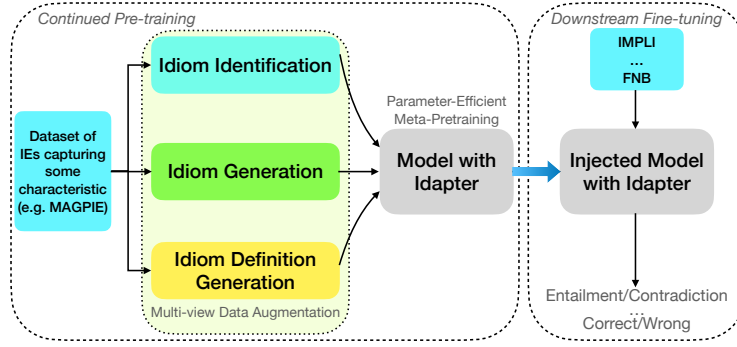 Continued Pre-training
Downstream Fine-tuning
Idiom Identification
IMPLI
...
FNB
Parameter-Efficient
Meta-Pretraining
Dataset of
IEs capturing
some
characteristic
(e.g. MAGPIE)
Idiom Generation
Model with
Idapter
Injected Model
with Idapter
Idiom Definition
Generation
Multi-view Data Augmentation
Entailment/Contradiction
...
Correct/Wrong